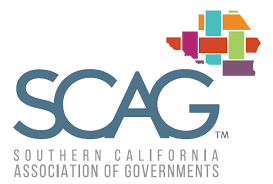 SCAG™
SOUTHERN CALIFORNIA
ASSOCIATION OF GOVERNMENTS